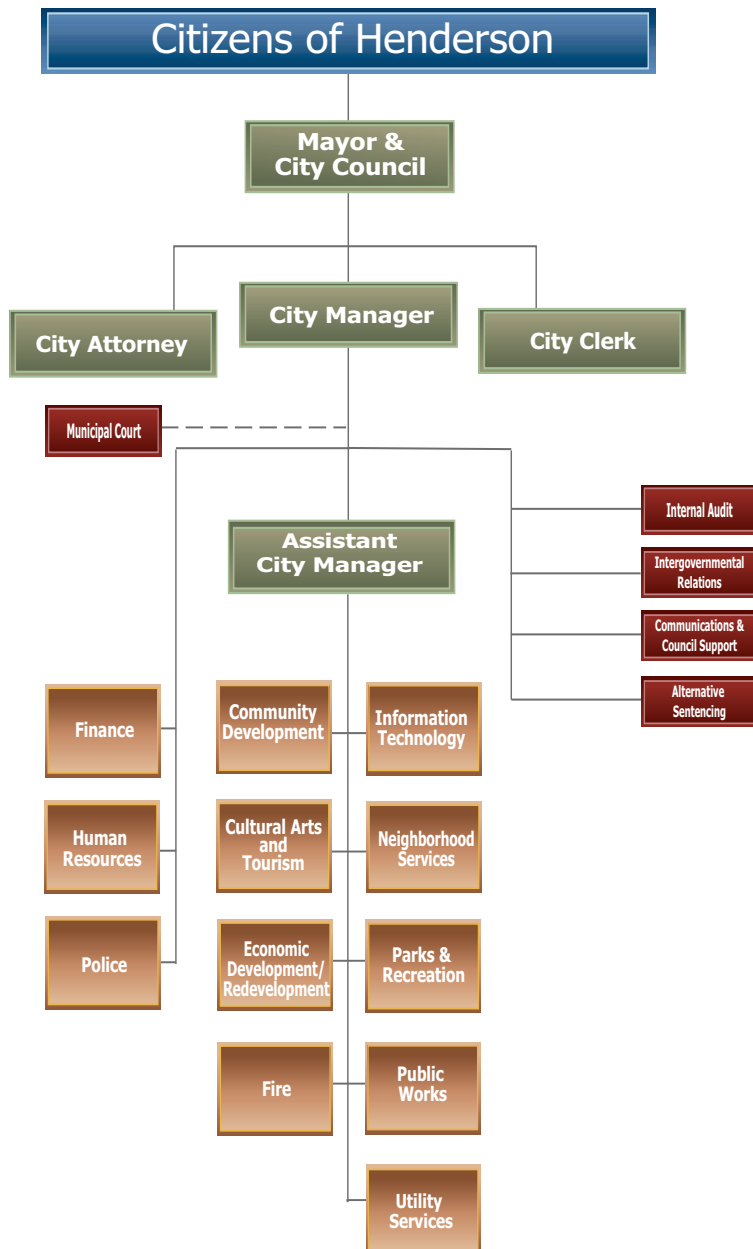 Citizens of Henderson
Mayor &
City Council
City Attorney
City Manager
City Clerk
Municipal Court
Assistant
City Manager
Internal Audit
Intergovernmental
Relations
Communications &
Council Support
Alternative
Sentencing
Finance
Human
Resources
Police
Community
Development
Information
Technology
Cultural Arts
and
Tourism
Neighborhood
Services
Economic
Development/
Redevelopment
Parks &
Recreation
Fire
Public
Works
Utility
Services